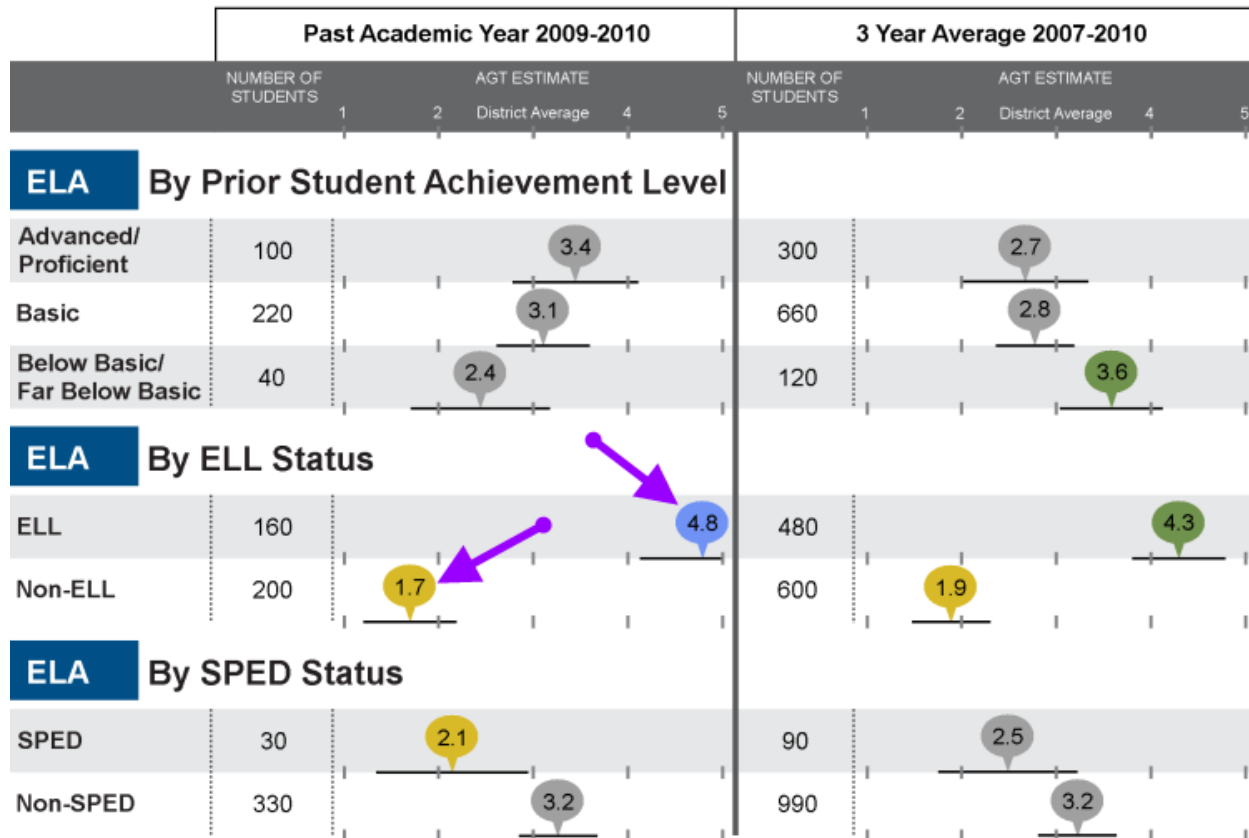 Past Academic Year 2009-2010
3 Year Average 2007-2010
NUMBER OF
STUDENTS
AGT ESTIMATE
1 2 District Average 4 5
NUMBER OF
STUDENTS
AGT ESTIMATE
1 2 District Average 4 5
ELA By Prior Student Achievement Level
Advanced/
Proficient
100 3.4 300 2.7
Basic 220 3.1 660 2.8
Below Basic/
Far Below Basic
40 2.4 120 3.6
ELA By ELL Status
ELL 160 4.8 480 4.3
Non-ELL 200 1.7 600 1.9
ELA By SPED Status
SPED 30 2.1 90 2.5
Non-SPED 330 3.2 990 3.2